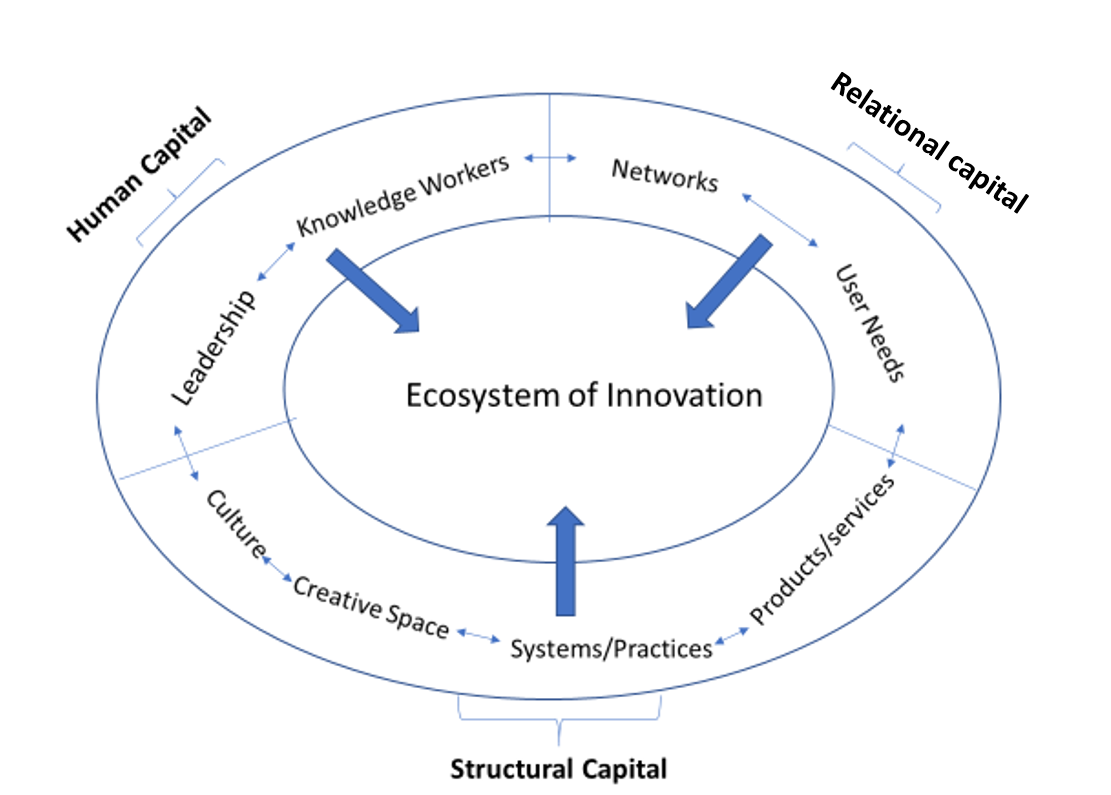 Human Capital
Relational capital
Knowledge Workers
Networks
Leadership
User Needs
Ecosystem of Innovation
Culture
Products/services
Creative Space
Systems/Practices
Structural Capital